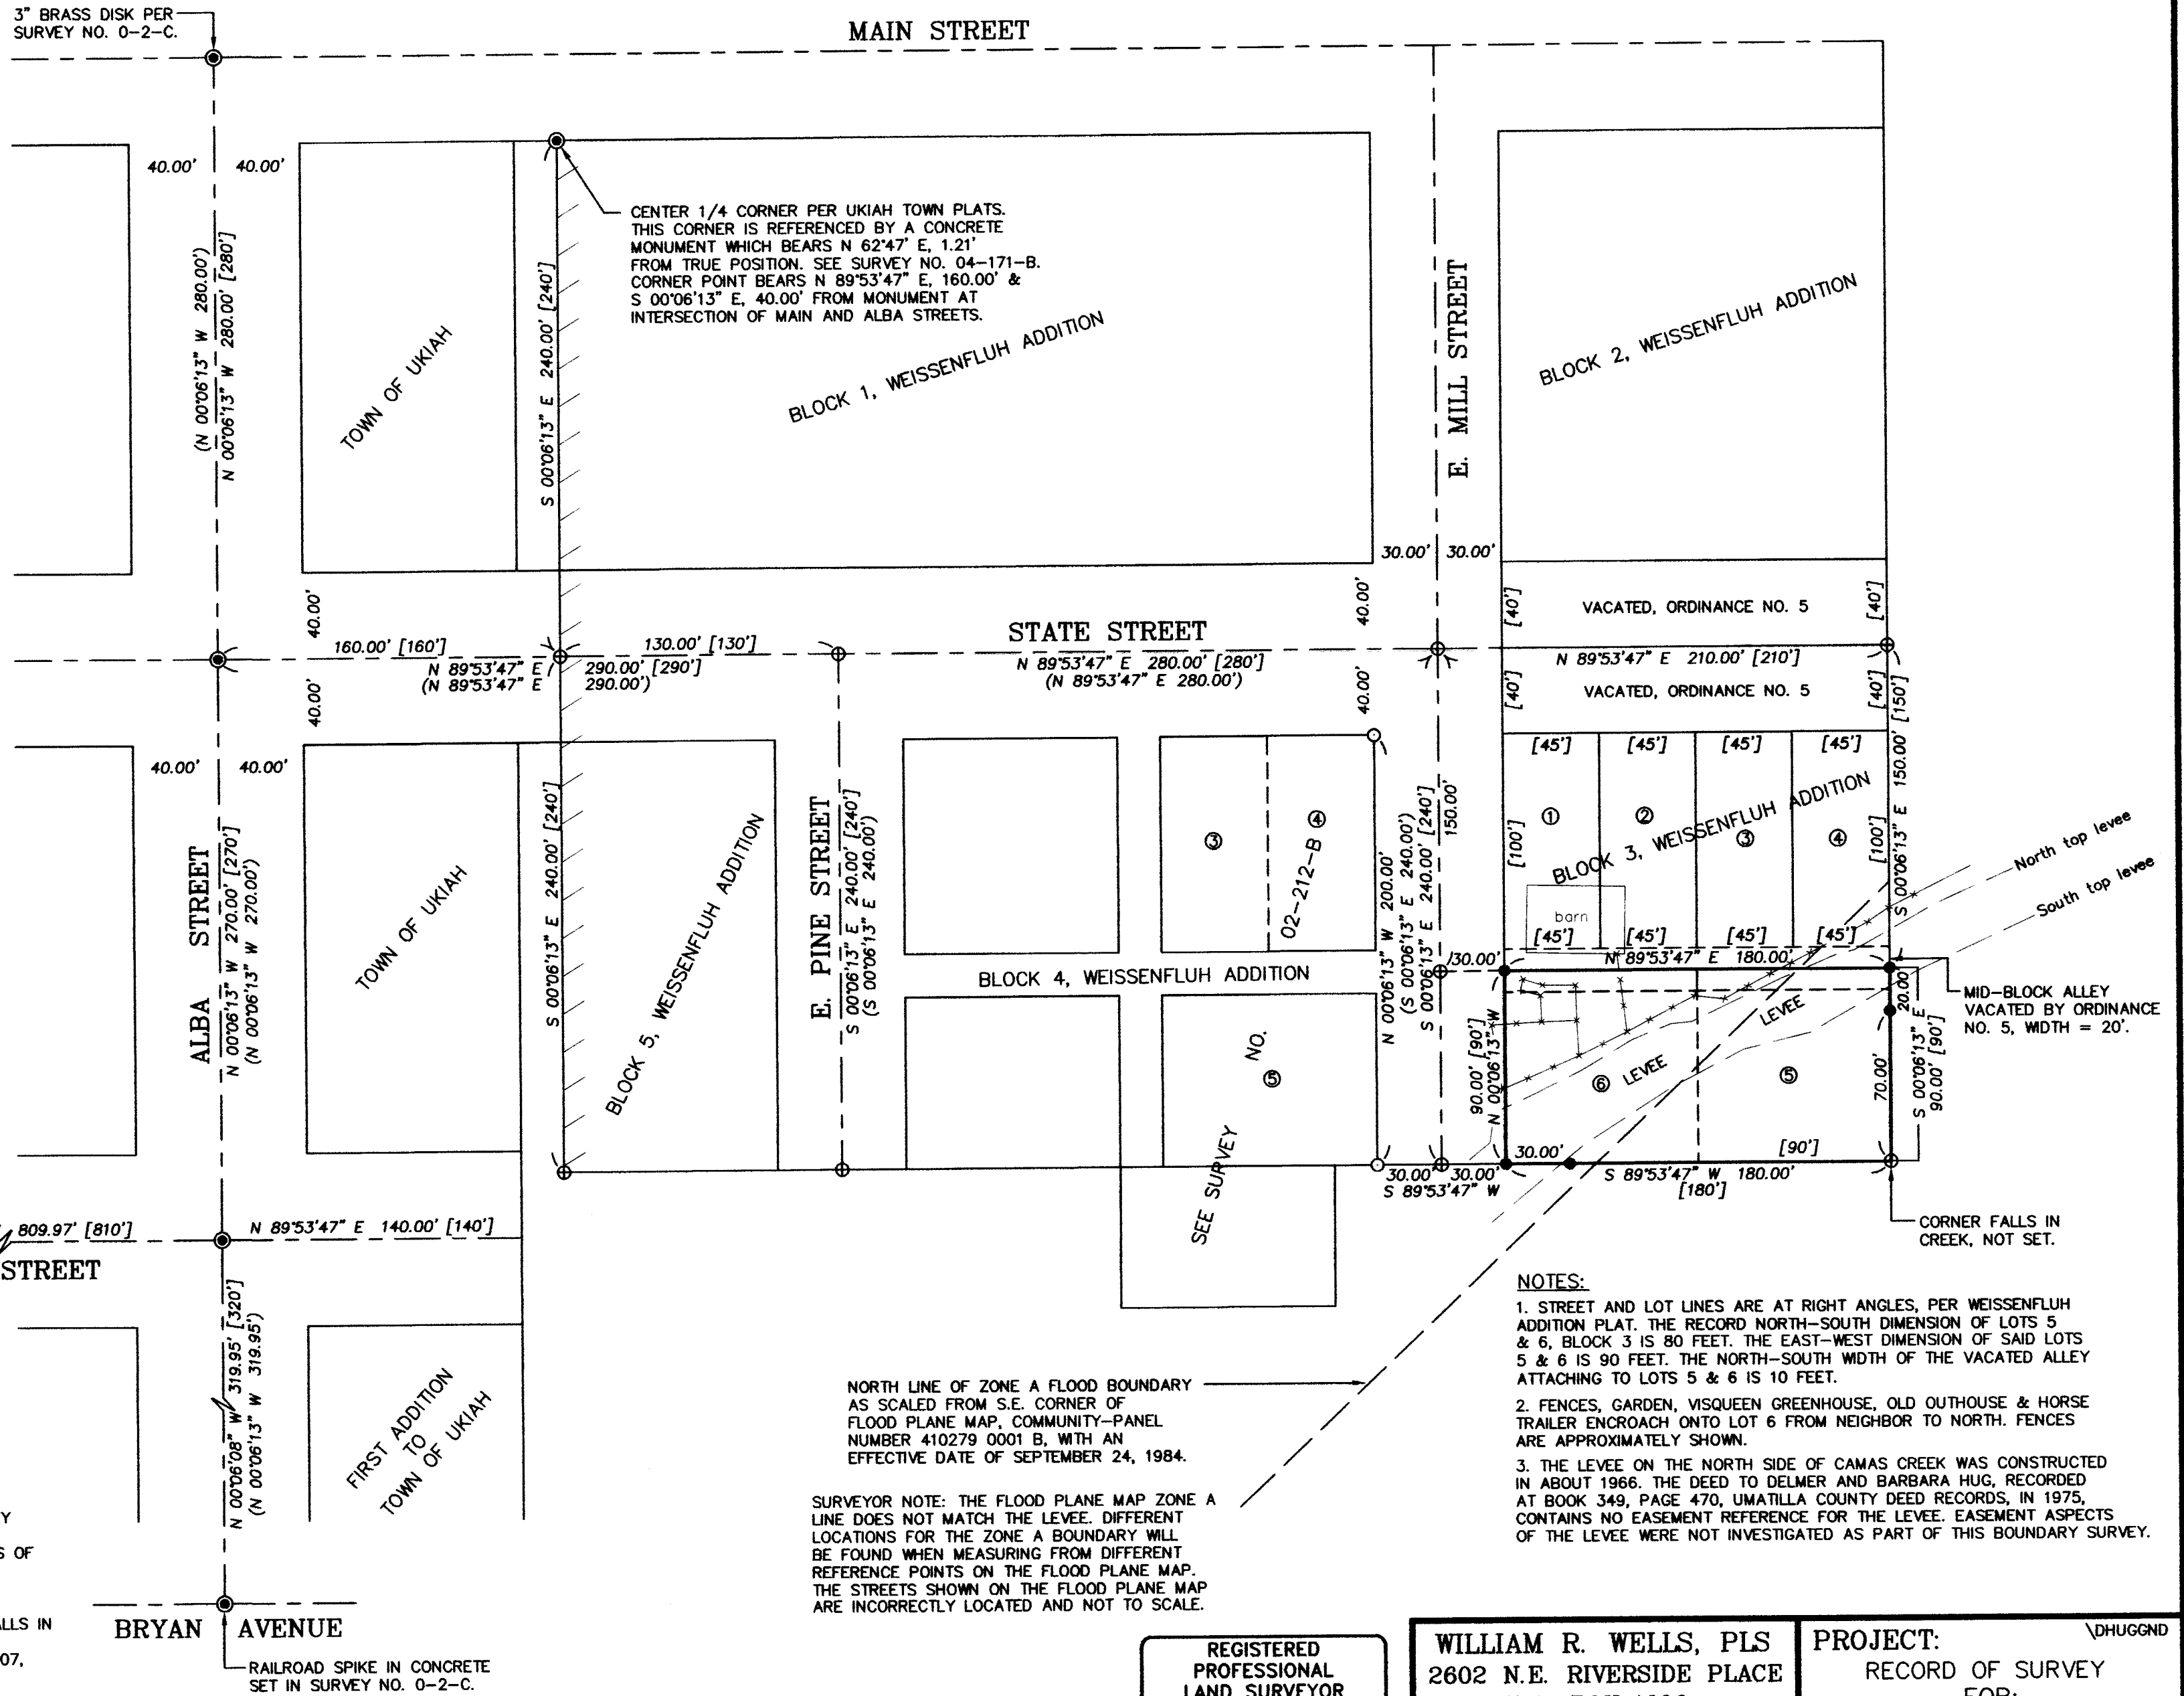 3" BRASS DISK PER
SURVEY NO. 0-2-C.
MAIN STREET
40.00' 40.00'
CENTER 1/4 CORNER PER UKIAH TOWN PLATS.
THIS CORNER IS REFERENCED BY A CONCRETE
MONUMENT WHICH BEARS N 62°47' E, 1.21'
FROM TRUE POSITION. SEE SURVEY NO. 04-171-B.
CORNER POINT BEARS N 89°53'47" E, 160.00' &
S 00°06'13" E, 40.00' FROM MONUMENT AT
INTERSECTION OF MAIN AND ALBA STREETS.
(N 00°06'13" W 280.00')
N 00°06'13" W 280.00' [280']
TOWN OF UKIAH
S 00°06'13" E 240.00' [240']
BLOCK 1, WEISSENFLUH ADDITION
E. MILL STREET
BLOCK 2, WEISSENFLUH ADDITION
30.00' 30.00'
40.00'
40.00'
[40']
VACATED, ORDINANCE NO. 5
[40']
160.00' [160']
130.00' [130']
STATE STREET
N 89°53'47" E 290.00' [290']
(N 89°53'47" E 290.00')
N 89°53'47" E 280.00' [280']
(N 89°53'47" E 280.00')
N 89°53'47" E 210.00' [210']
40.00'
40.00'
[40']
VACATED, ORDINANCE NO. 5
[40']
40.00' 40.00'
[45'] [45'] [45'] [45']
S 00°06'13" E 150.00' [150']
ALBA STREET
N 00°06'13" W 270.00' [270']
(N 00°06'13" W 270.00')
TOWN OF UKIAH
S 00°06'13" E 240.00' [240']
BLOCK 5, WEISSENFLUH ADDITION
E. PINE STREET
S 00°06'13" E 240.00' [240']
(S 00°06'13" E 240.00')
3
4
02-212-B
BLOCK 4, WEISSENFLUH ADDITION
NO.
5
SEE SURVEY
N 00°06'13" W 200.00'
(S 00°06'13" E 240.00')
S 00°06'13" E 240.00' [240']
150.00'
[100']
1
2
3
4
[100']
BLOCK 3, WEISSENFLUH ADDITION
North top levee
South top levee
barn
[45'] [45'] [45'] [45']
30.00'
N 89°53'47" E 180.00'
20.00'
MID-BLOCK ALLEY
VACATED BY ORDINANCE
NO. 5, WIDTH = 20'.
LEVEE
90.00' [90']
N 00°06'13" W
6
LEVEE
5
70.00'
S 00°06'13" E
90.00' [90']
30.00'
[90']
30.00' 30.00'
S 89°53'47" W
S 89°53'47" W 180.00'
[180']
CORNER FALLS IN
CREEK, NOT SET.
809.97' [810']
N 89°53'47" E 140.00' [140']
STREET
N 00°06'08" W 319.95' [320']
(N 00°06'13" W 319.95')
FIRST ADDITION
TO
TOWN OF UKIAH
NORTH LINE OF ZONE A FLOOD BOUNDARY
AS SCALED FROM S.E. CORNER OF
FLOOD PLANE MAP, COMMUNITY-PANEL
NUMBER 410279 0001 B, WITH AN
EFFECTIVE DATE OF SEPTEMBER 24, 1984.
SURVEYOR NOTE: THE FLOOD PLANE MAP ZONE A
LINE DOES NOT MATCH THE LEVEE. DIFFERENT
LOCATIONS FOR THE ZONE A BOUNDARY WILL
BE FOUND WHEN MEASURING FROM DIFFERENT
REFERENCE POINTS ON THE FLOOD PLANE MAP.
THE STREETS SHOWN ON THE FLOOD PLANE MAP
ARE INCORRECTLY LOCATED AND NOT TO SCALE.
NOTES:
1. STREET AND LOT LINES ARE AT RIGHT ANGLES, PER WEISSENFLUH
ADDITION PLAT. THE RECORD NORTH-SOUTH DIMENSION OF LOTS 5
& 6, BLOCK 3 IS 80 FEET. THE EAST-WEST DIMENSION OF SAID LOTS
5 & 6 IS 90 FEET. THE NORTH-SOUTH WIDTH OF THE VACATED ALLEY
ATTACHING TO LOTS 5 & 6 IS 10 FEET.
2. FENCES, GARDEN, VISQUEEN GREENHOUSE, OLD OUTHOUSE & HORSE
TRAILER ENCROACH ONTO LOT 6 FROM NEIGHBOR TO NORTH. FENCES
ARE APPROXIMATELY SHOWN.
3. THE LEVEE ON THE NORTH SIDE OF CAMAS CREEK WAS CONSTRUCTED
IN ABOUT 1966. THE DEED TO DELMER AND BARBARA HUG, RECORDED
AT BOOK 349, PAGE 470, UMATILLA COUNTY DEED RECORDS, IN 1975,
CONTAINS NO EASEMENT REFERENCE FOR THE LEVEE. EASEMENT ASPECTS
OF THE LEVEE WERE NOT INVESTIGATED AS PART OF THIS BOUNDARY SURVEY.
Y
S OF
ALLS IN
07,
BRYAN AVENUE
RAILROAD SPIKE IN CONCRETE
SET IN SURVEY NO. 0-2-C.
REGISTERED
PROFESSIONAL
LAND SURVEYOR
WILLIAM R. WELLS, PLS
2602 N.E. RIVERSIDE PLACE
PROJECT:
\DHUGGND
RECORD OF SURVEY
FOR: